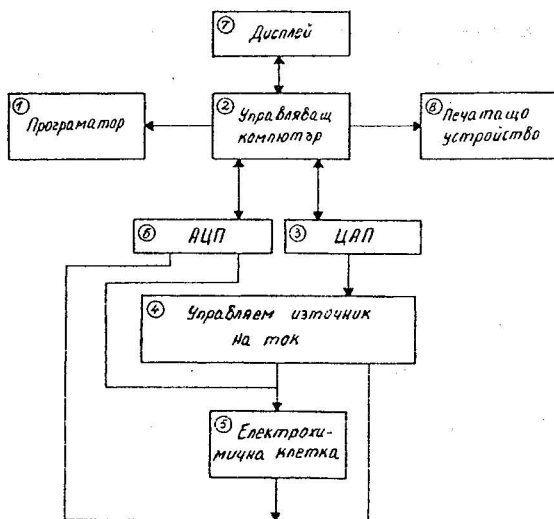 ⑦ Дисплей
① Програматор
② Управляващ
компютър
⑧ Печатащо
устройство
⑥ АЦП
③ ЦАП
④ Управляем източник
на ток
⑤ Електрохи-
мична клетка